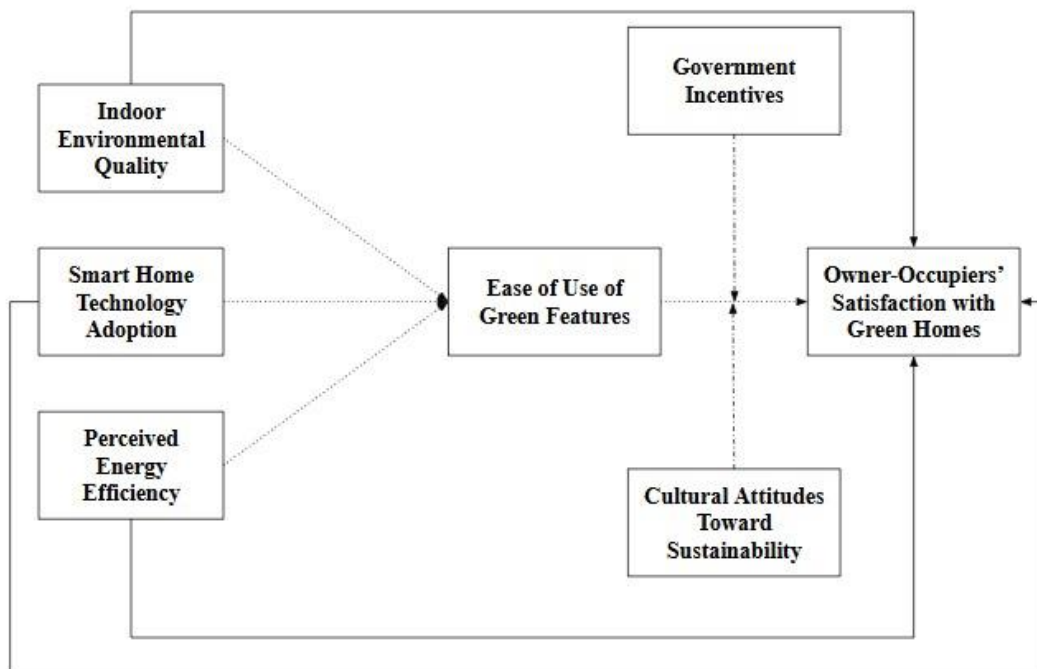 Government
Incentives
Indoor
Environmental
Quality
Smart Home
Technology
Adoption
Ease of Use of
Green Features
Owner-Occupiers’
Satisfaction with
Green Homes
Perceived
Energy
Efficiency
Cultural Attitudes
Toward
Sustainability